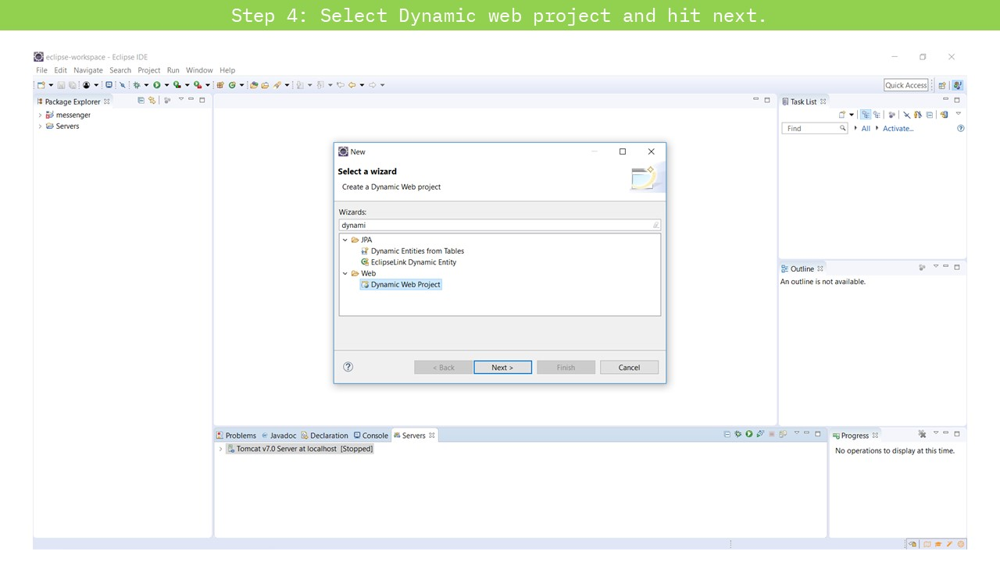 Step 4: Select Dynamic web project and hit next.
eclipse-workspace - Eclipse IDE
File Edit Navigate Search Project Run Window Help
Quick Access
Package Explorer
messenger
Servers
Task List
Find
All
Activate...
New
Select a wizard
Create a Dynamic Web project
Wizards:
dynami
JPA
Dynamic Entities from Tables
EclipseLink Dynamic Entity
Web
Dynamic Web Project
< Back
Next >
Finish
Cancel
Outline
An outline is not available.
Problems Javadoc Declaration Console Servers
Tomcat v7.0 Server at localhost [Stopped]
Progress
No operations to display at this time.